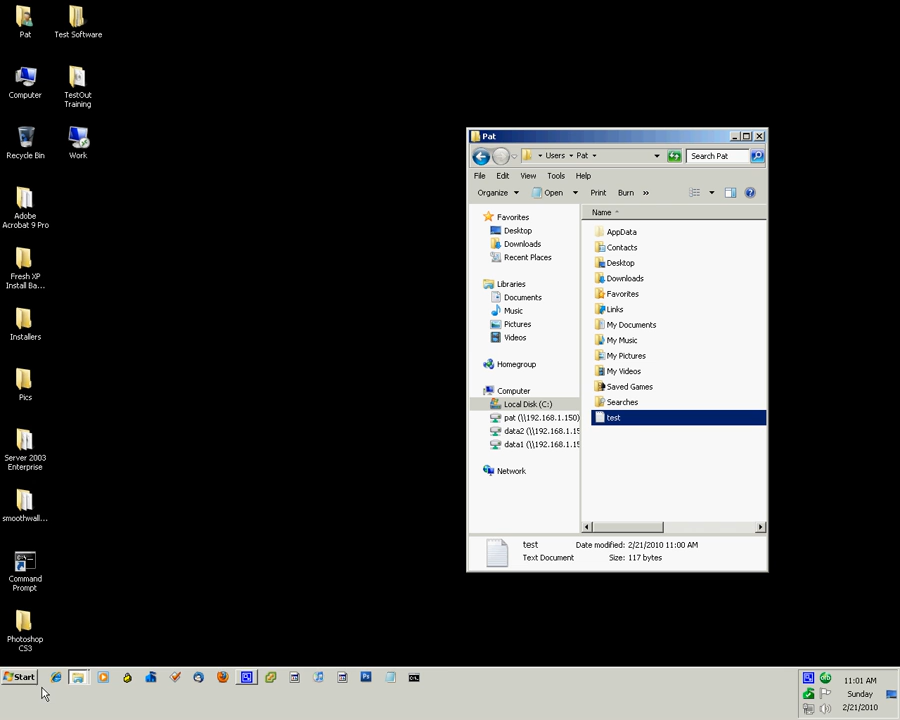 Pat
Test Software
Computer
TestOut
Training
Recycle Bin
Work
Adobe
Acrobat 9 Pro
Fresh XP
Install Ba...
Installers
Pics
Server 2003
Enterprise
smoothwall...
Command
Prompt
Photoshop
CS3
Pat
Users Pat
Search Pat
File Edit View Tools Help
Organize Open Print Burn »
Favorites
Desktop
Downloads
Recent Places
Libraries
Documents
Music
Pictures
Videos
Homegroup
Computer
Local Disk (C:)
pat (\\192.168.1.150)
data2 (\\192.168.1.15
data1 (\\192.168.1.15
Network
Name
AppData
Contacts
Desktop
Downloads
Favorites
Links
My Documents
My Music
My Pictures
My Videos
Saved Games
Searches
test
test Date modified: 2/21/2010 11:00 AM
Text Document Size: 117 bytes
Start
11:01 AM
Sunday
2/21/2010